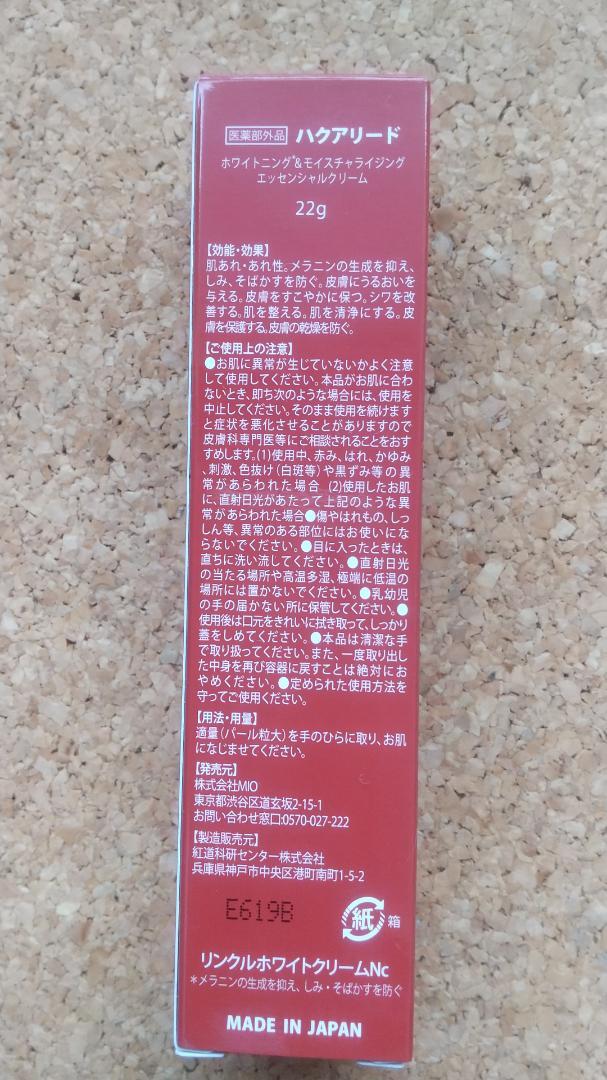 医薬部外品 ハクアリード
ホワイトニング*&モイスチャライジング
エッセンシャルクリーム
22g
【効能・効果】
肌あれ・あれ性。メラニンの生成を抑え、
しみ、そばかすを防ぐ。皮膚にうるおいを
与える。皮膚をすこやかに保つ。シワを改
善する。肌を整える。肌を清浄にする。皮
膚を保護する。皮膚の乾燥を防ぐ。
【ご使用上の注意】
●お肌に異常が生じていないかよく注意
して使用してください。本品がお肌に合わ
ないとき、即ち次のような場合には、使用を
中止してください。そのまま使用を続けます
と症状を悪化させることがありますので
皮膚科専門医等にご相談されることをおす
すめします。(1)使用中、赤み、はれ、かゆみ
、刺激、色抜け(白斑等)や黒ずみ等の異
常があらわれた場合 (2)使用したお肌
に、直射日光があたって上記のような異
常があらわれた場合●傷やはれもの、しっ
しん等、異常のある部位にはお使いにな
らないでください。●目に入ったときは、
直ちに洗い流してください。●直射日光
の当たる場所や高温多湿、極端に低温の
場所には置かないでください。●乳幼児
の手の届かない所に保管してください。●
使用後は口元をきれいに拭き取って、しっかり
蓋をしめてください。●本品は清潔な手
で取り扱ってください。また、一度取り出し
た中身を再び容器に戻すことは絶対にお
やめください。●定められた使用方法を
守ってご使用ください。
【用法・用量】
適量(パール粒大)を手のひらに取り、お肌
になじませてください。
【発売元】
株式会社MIO
東京都渋谷区道玄坂2-15-1
お問い合わせ窓口:0570-027-222
【製造販売元】
紅道科研センター株式会社
兵庫県神戸市中央区港町南町1-5-2
E619B
紙 箱
リンクルホワイトクリームNc
*メラニンの生成を抑え、しみ・そばかすを防ぐ
MADE IN JAPAN